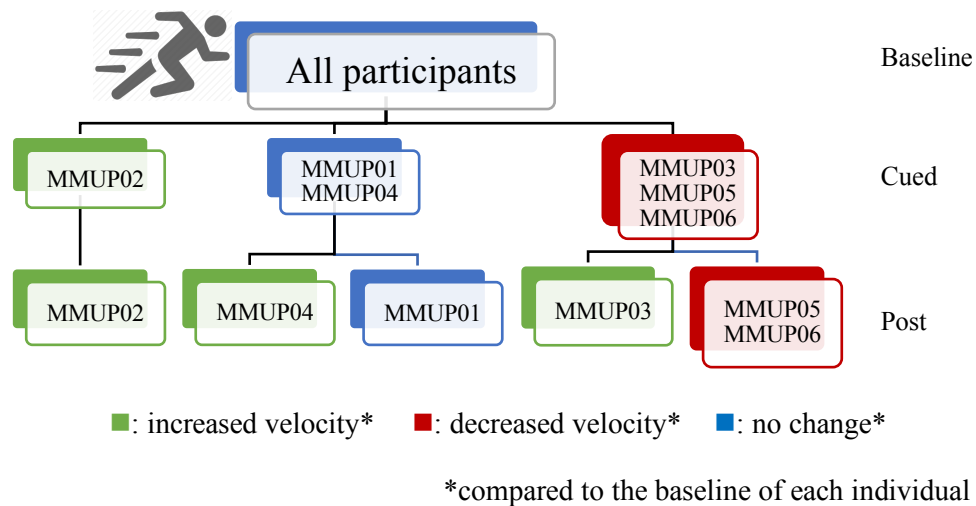 All participants
Baseline
MMUP02
MMUP01
MMUP04
MMUP03
MMUP05
MMUP06
Cued
MMUP02
MMUP04
MMUP01
MMUP03
MMUP05
MMUP06
Post
: increased velocity* : decreased velocity* : no change*
*compared to the baseline of each individual